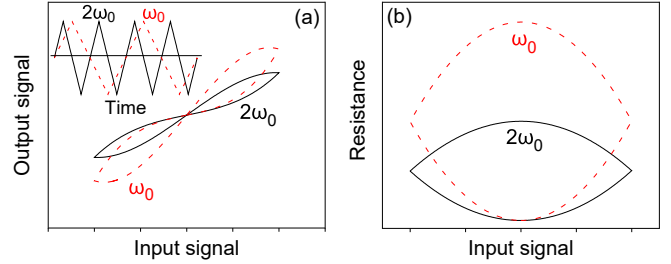 2ω₀
ω₀
(a)
Output signal
Time
2ω₀
ω₀
Input signal
(b)
Resistance
ω₀
2ω₀
Input signal